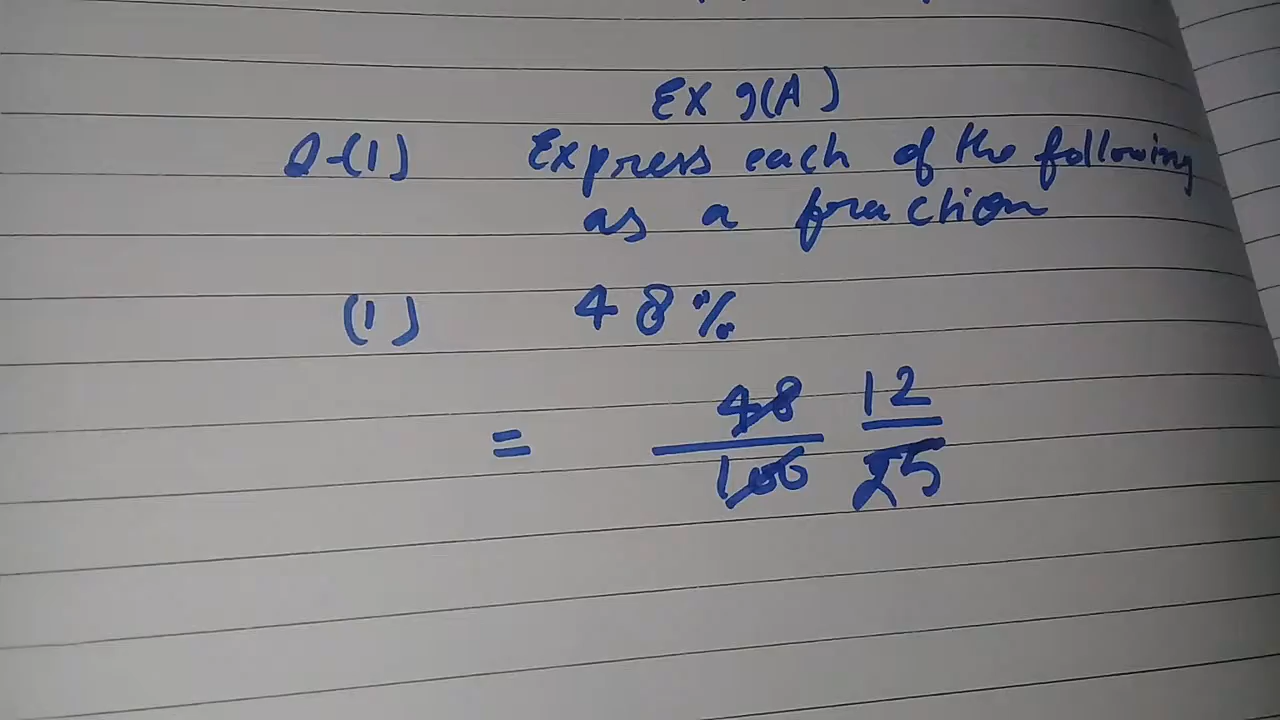 Ex 9(A)
Q-(1) Express each of the following
as a fraction
(1) 48%
= 48/100 12/25